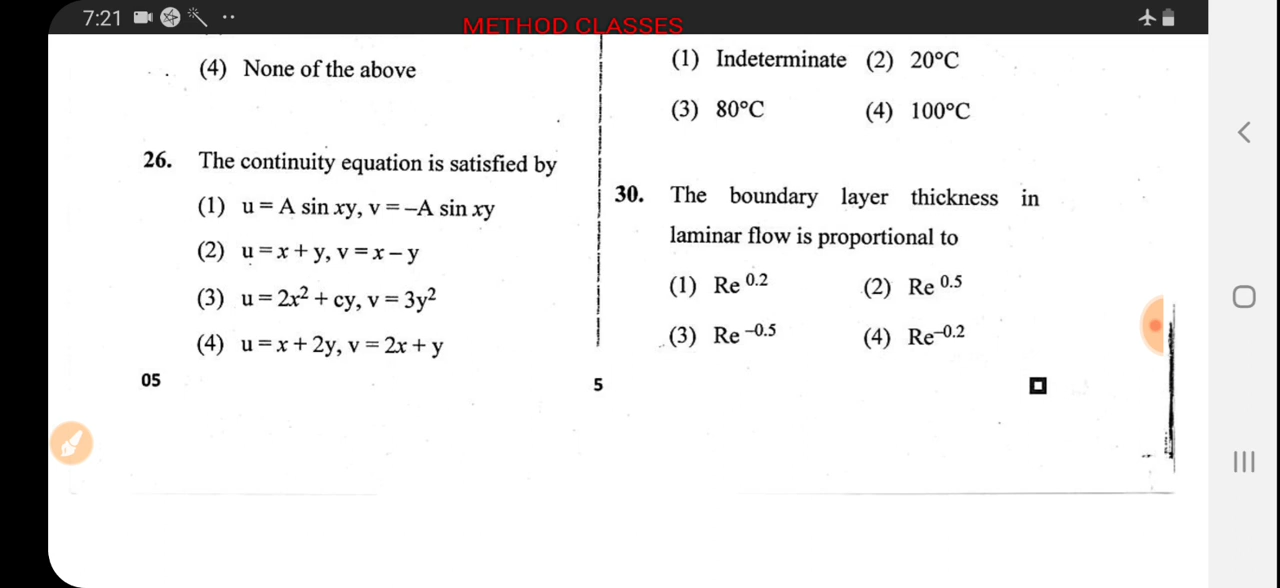 7:21
METHOD CLASSES
(4) None of the above
26. The continuity equation is satisfied by
(1) u = A sin xy, v = –A sin xy
(2) u = x + y, v = x – y
(3) u = 2x² + cy, v = 3y²
(4) u = x + 2y, v = 2x + y
05
(1) Indeterminate (2) 20°C
(3) 80°C (4) 100°C
30. The boundary layer thickness in
laminar flow is proportional to
(1) Re 0.2 (2) Re 0.5
(3) Re –0.5 (4) Re–0.2
5